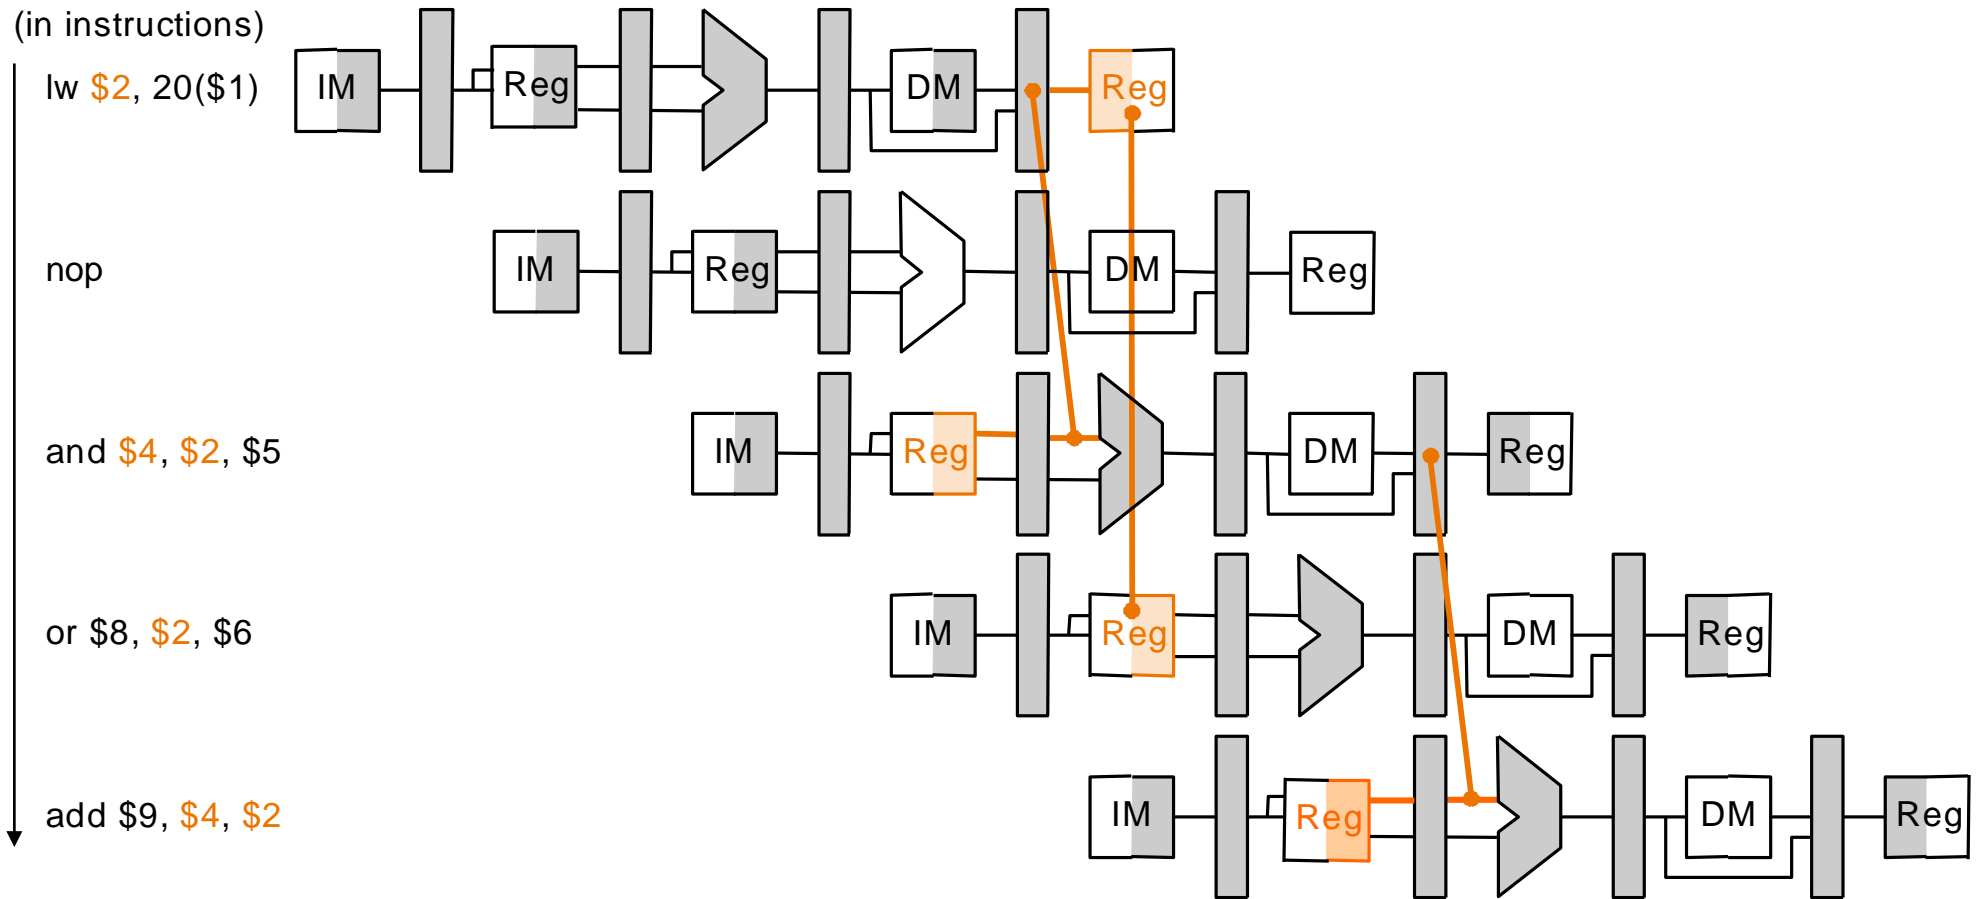 (in instructions)
lw $2, 20($1) IM Reg DM Reg
nop IM Reg DM Reg
and $4, $2, $5 IM Reg DM Reg
or $8, $2, $6 IM Reg DM Reg
add $9, $4, $2 IM Reg DM Reg